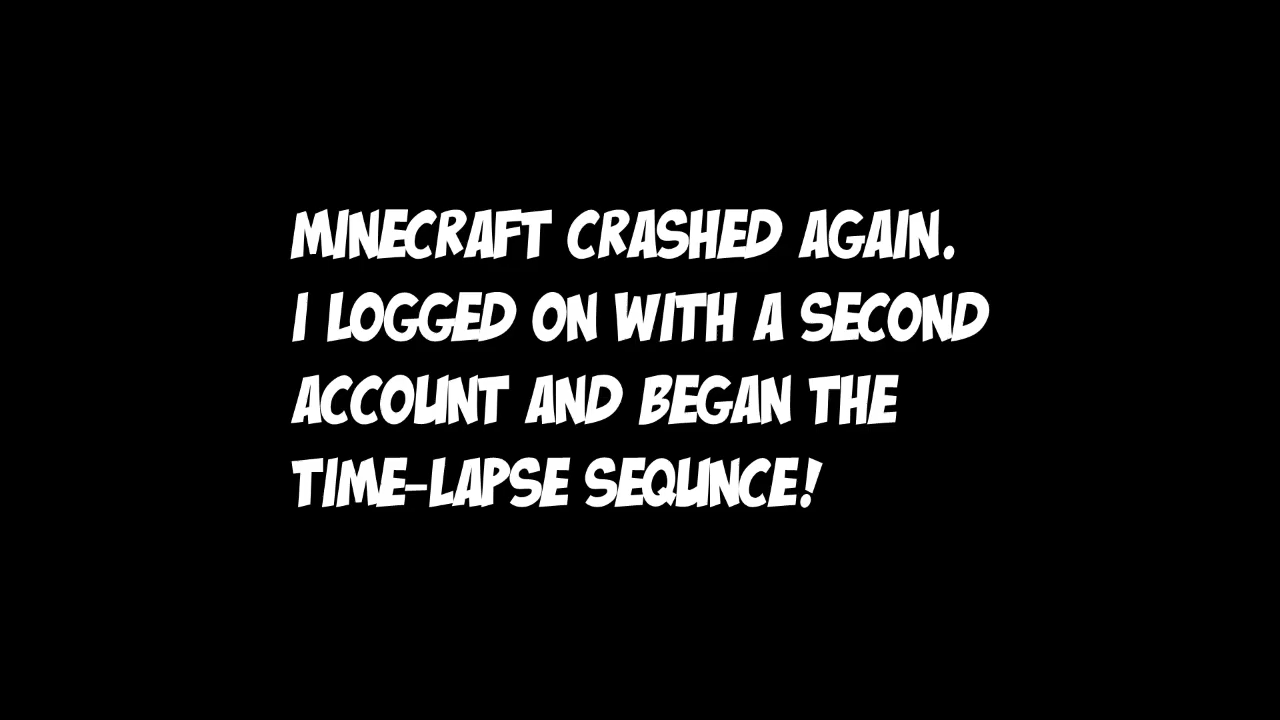 MINECRAFT CRASHED AGAIN.
I LOGGED ON WITH A SECOND
ACCOUNT AND BEGAN THE
TIME-LAPSE SEQUNCE!